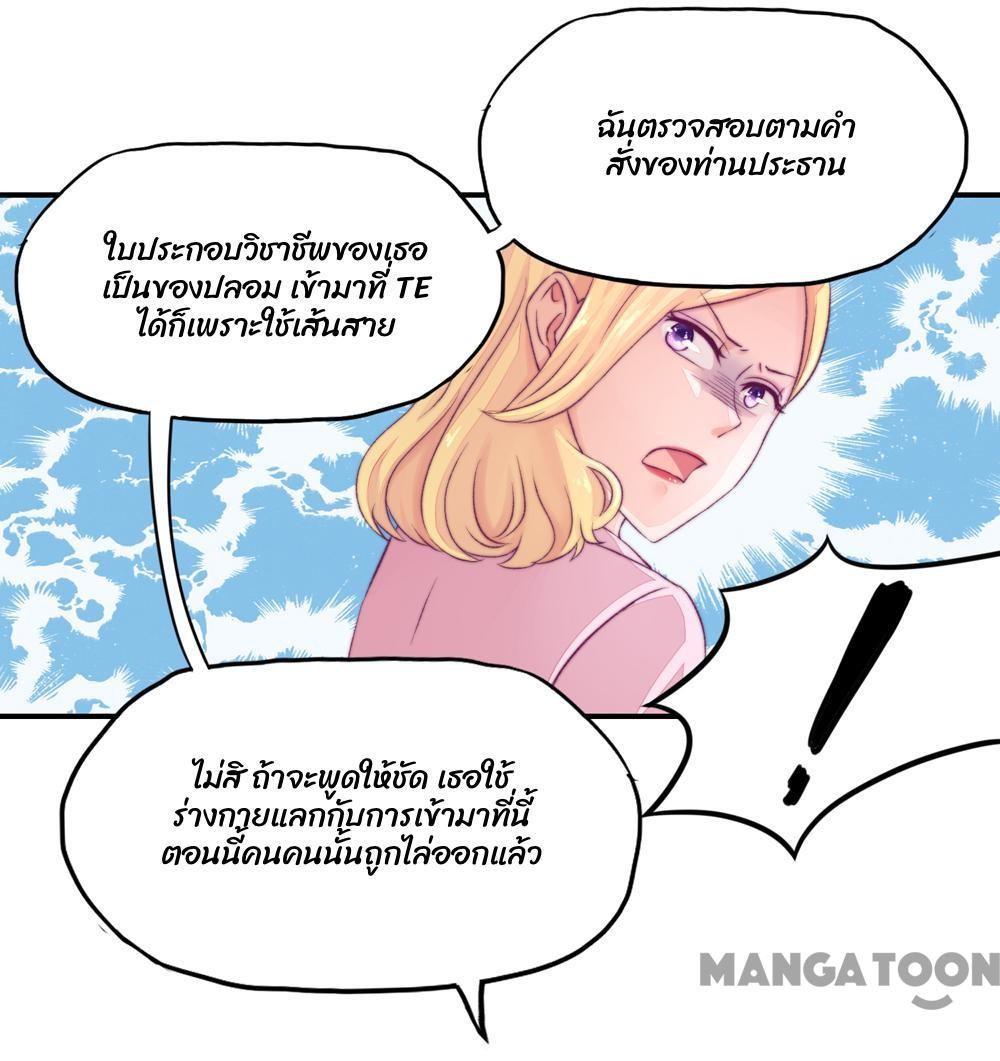 ฉันตรวจสอบตามคำ
สั่งของท่านประธาน
ใบประกอบวิชาชีพของเธอ
เป็นของปลอม เข้ามาที่ TE
ได้ก็เพราะใช้เส้นสาย
!
ไม่สิ ถ้าจะพูดให้ชัด เธอใช้
ร่างกายแลกกับการเข้ามาที่นี้
ตอนนี้คนคนนั้นถูกไล่ออกแล้ว
MANGATOON